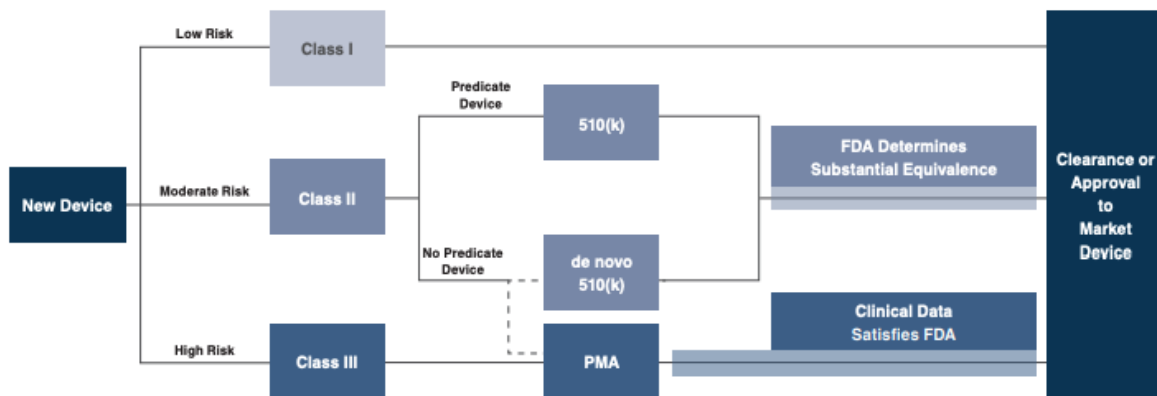 New Device
Low Risk
Class I
Moderate Risk
Class II
Predicate
Device
510(k)
No Predicate
Device
de novo
510(k)
FDA Determines
Substantial Equivalence
High Risk
Class III
PMA
Clinical Data
Satisfies FDA
Clearance or
Approval
to
Market
Device